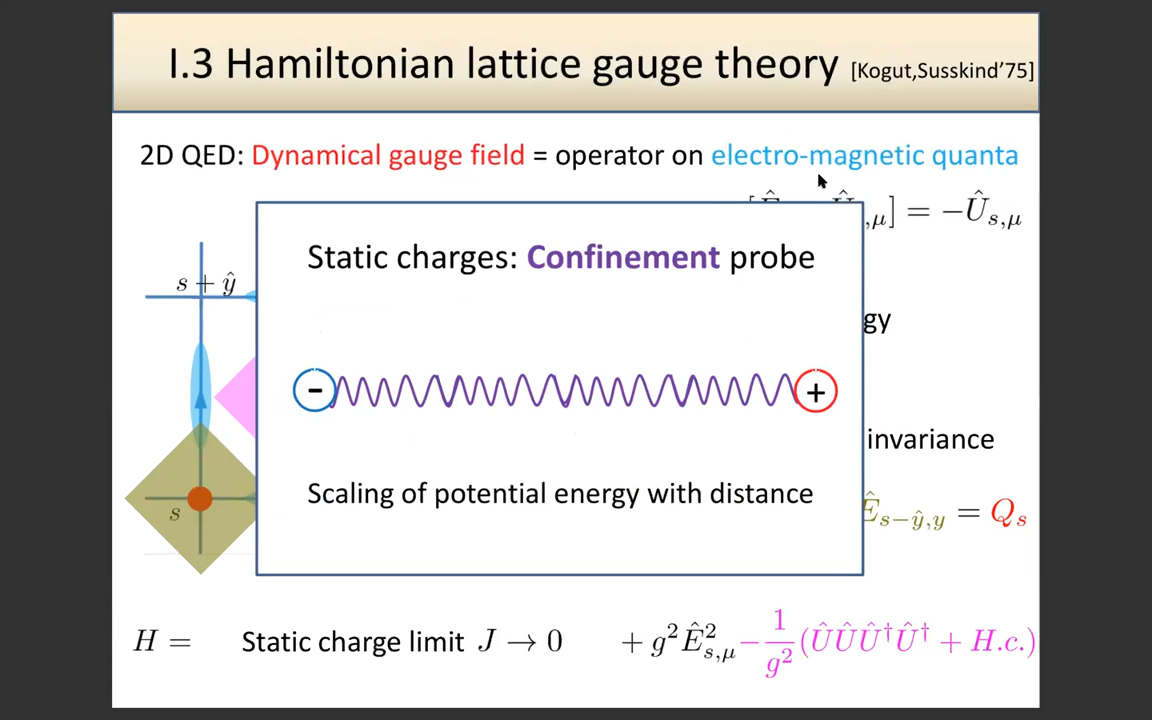 I.3 Hamiltonian lattice gauge theory [Kogut,Susskind’75]
2D QED: Dynamical gauge field = operator on electro-magnetic quanta
,μ] = −Û_{s,μ}
Static charges: Confinement probe
s + ŷ
gy
- +
invariance
Scaling of potential energy with distance
s
Ê_{s−ŷ,y} = Q_s
H = Static charge limit J → 0 + g²Ê²_{s,μ} − 1/g² (ÛÛÛ†Û† + H.c.)